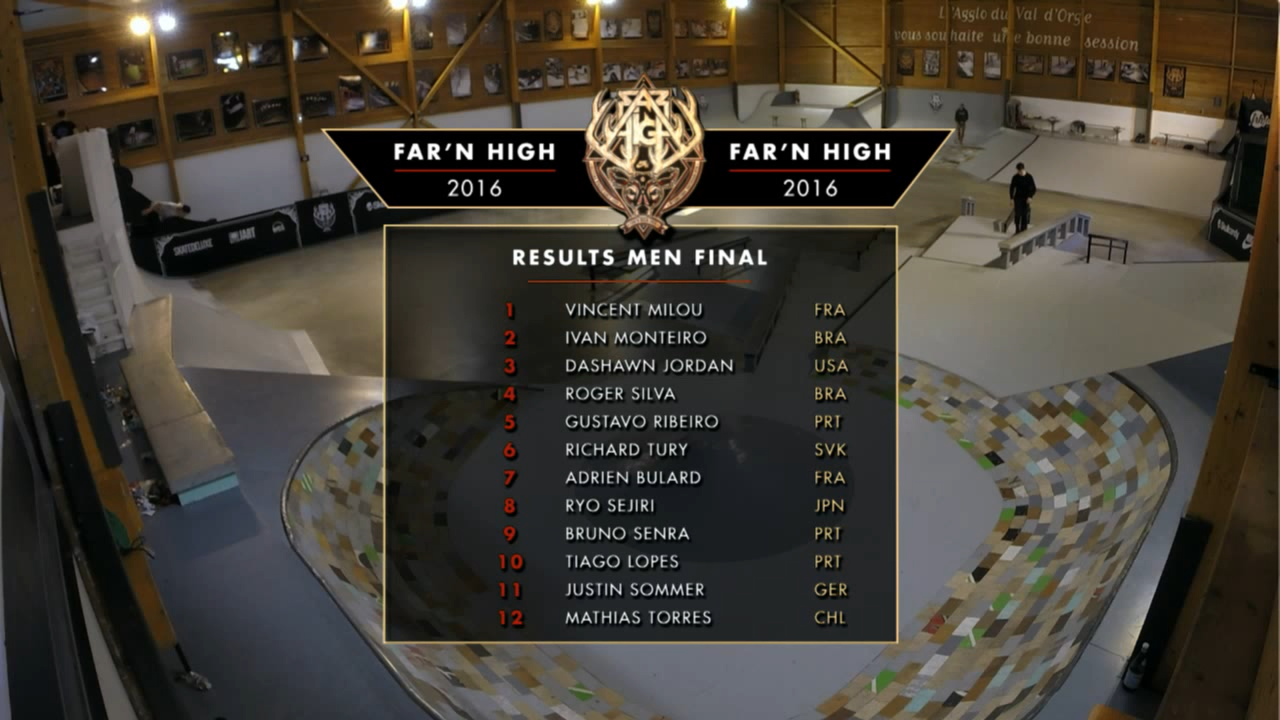 L'Agglo du Val d'Orge
vous souhaite une bonne session
FAR'N HIGH
2016
FAR'N HIGH
2016
SKATEDELUXE
JART
RESULTS MEN FINAL
1 VINCENT MILOU FRA
2 IVAN MONTEIRO BRA
3 DASHAWN JORDAN USA
4 ROGER SILVA BRA
5 GUSTAVO RIBEIRO PRT
6 RICHARD TURY SVK
7 ADRIEN BULARD FRA
8 RYO SEJIRI JPN
9 BRUNO SENRA PRT
10 TIAGO LOPES PRT
11 JUSTIN SOMMER GER
12 MATHIAS TORRES CHL